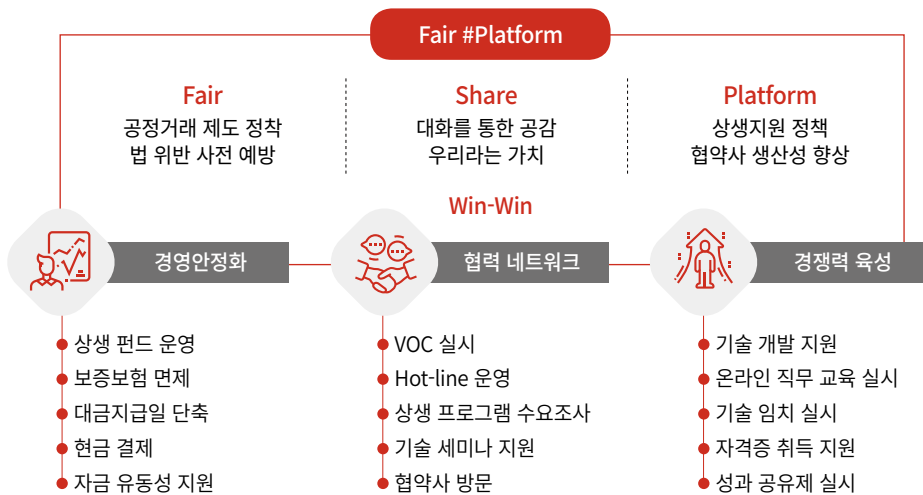 Fair #Platform
Fair
공정거래 제도 정착
법 위반 사전 예방
Share
대화를 통한 공감
우리라는 가치
Platform
상생지원 정책
협약사 생산성 향상
Win-Win
경영안정화
협력 네트워크
경쟁력 육성
상생 펀드 운영
보증보험 면제
대금지급일 단축
현금 결제
자금 유동성 지원
VOC 실시
Hot-line 운영
상생 프로그램 수요조사
기술 세미나 지원
협약사 방문
기술 개발 지원
온라인 직무 교육 실시
기술 임치 실시
자격증 취득 지원
성과 공유제 실시